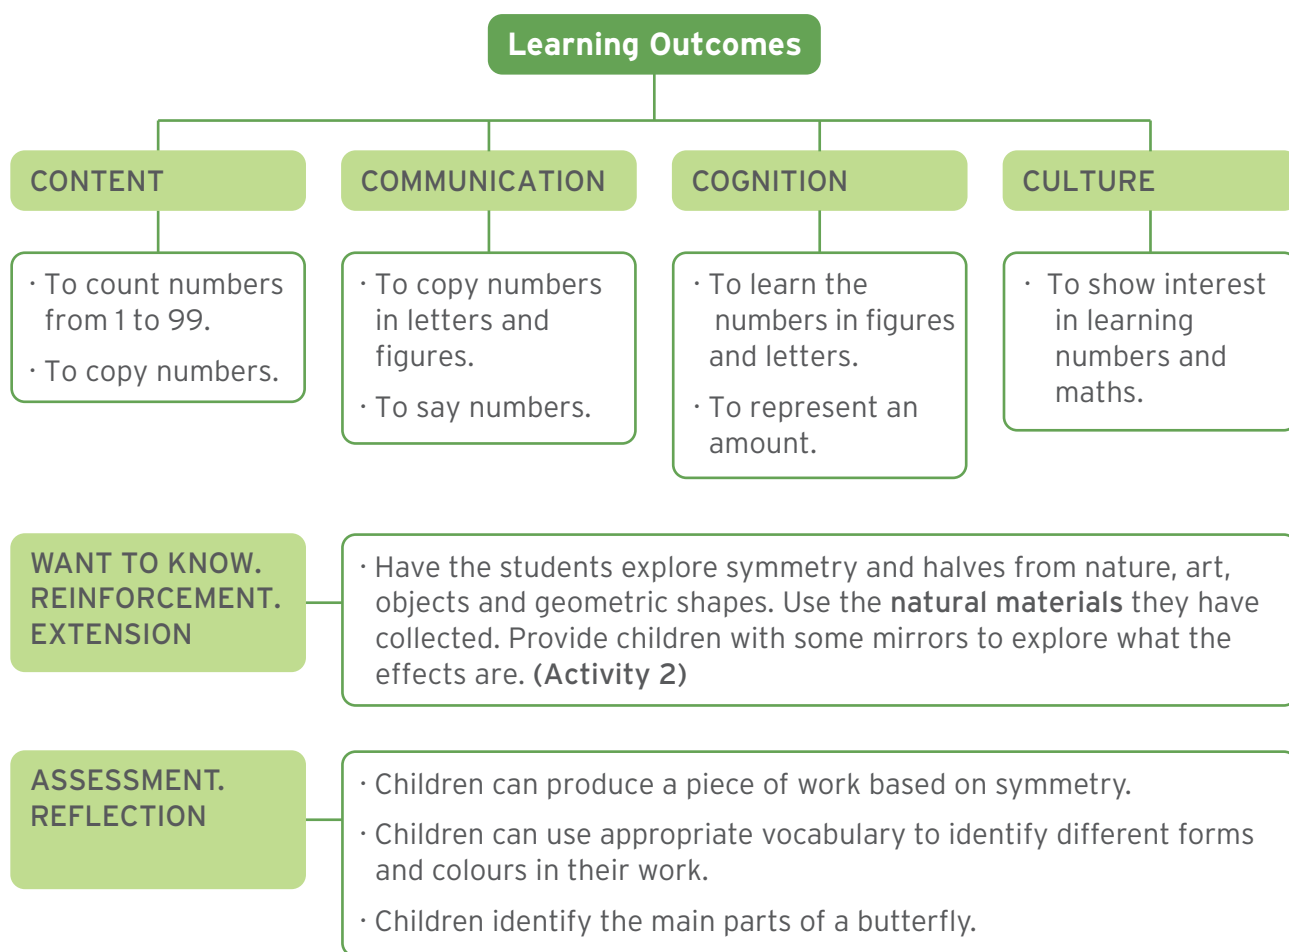 Learning Outcomes
CONTENT
· To count numbers
from 1 to 99.
· To copy numbers.
COMMUNICATION
· To copy numbers
in letters and
figures.
· To say numbers.
COGNITION
· To learn the
numbers in figures
and letters.
· To represent an
amount.
CULTURE
· To show interest
in learning
numbers and
maths.
WANT TO KNOW.
REINFORCEMENT.
EXTENSION
· Have the students explore symmetry and halves from nature, art,
objects and geometric shapes. Use the natural materials they have
collected. Provide children with some mirrors to explore what the
effects are. (Activity 2)
ASSESSMENT.
REFLECTION
· Children can produce a piece of work based on symmetry.
· Children can use appropriate vocabulary to identify different forms
and colours in their work.
· Children identify the main parts of a butterfly.